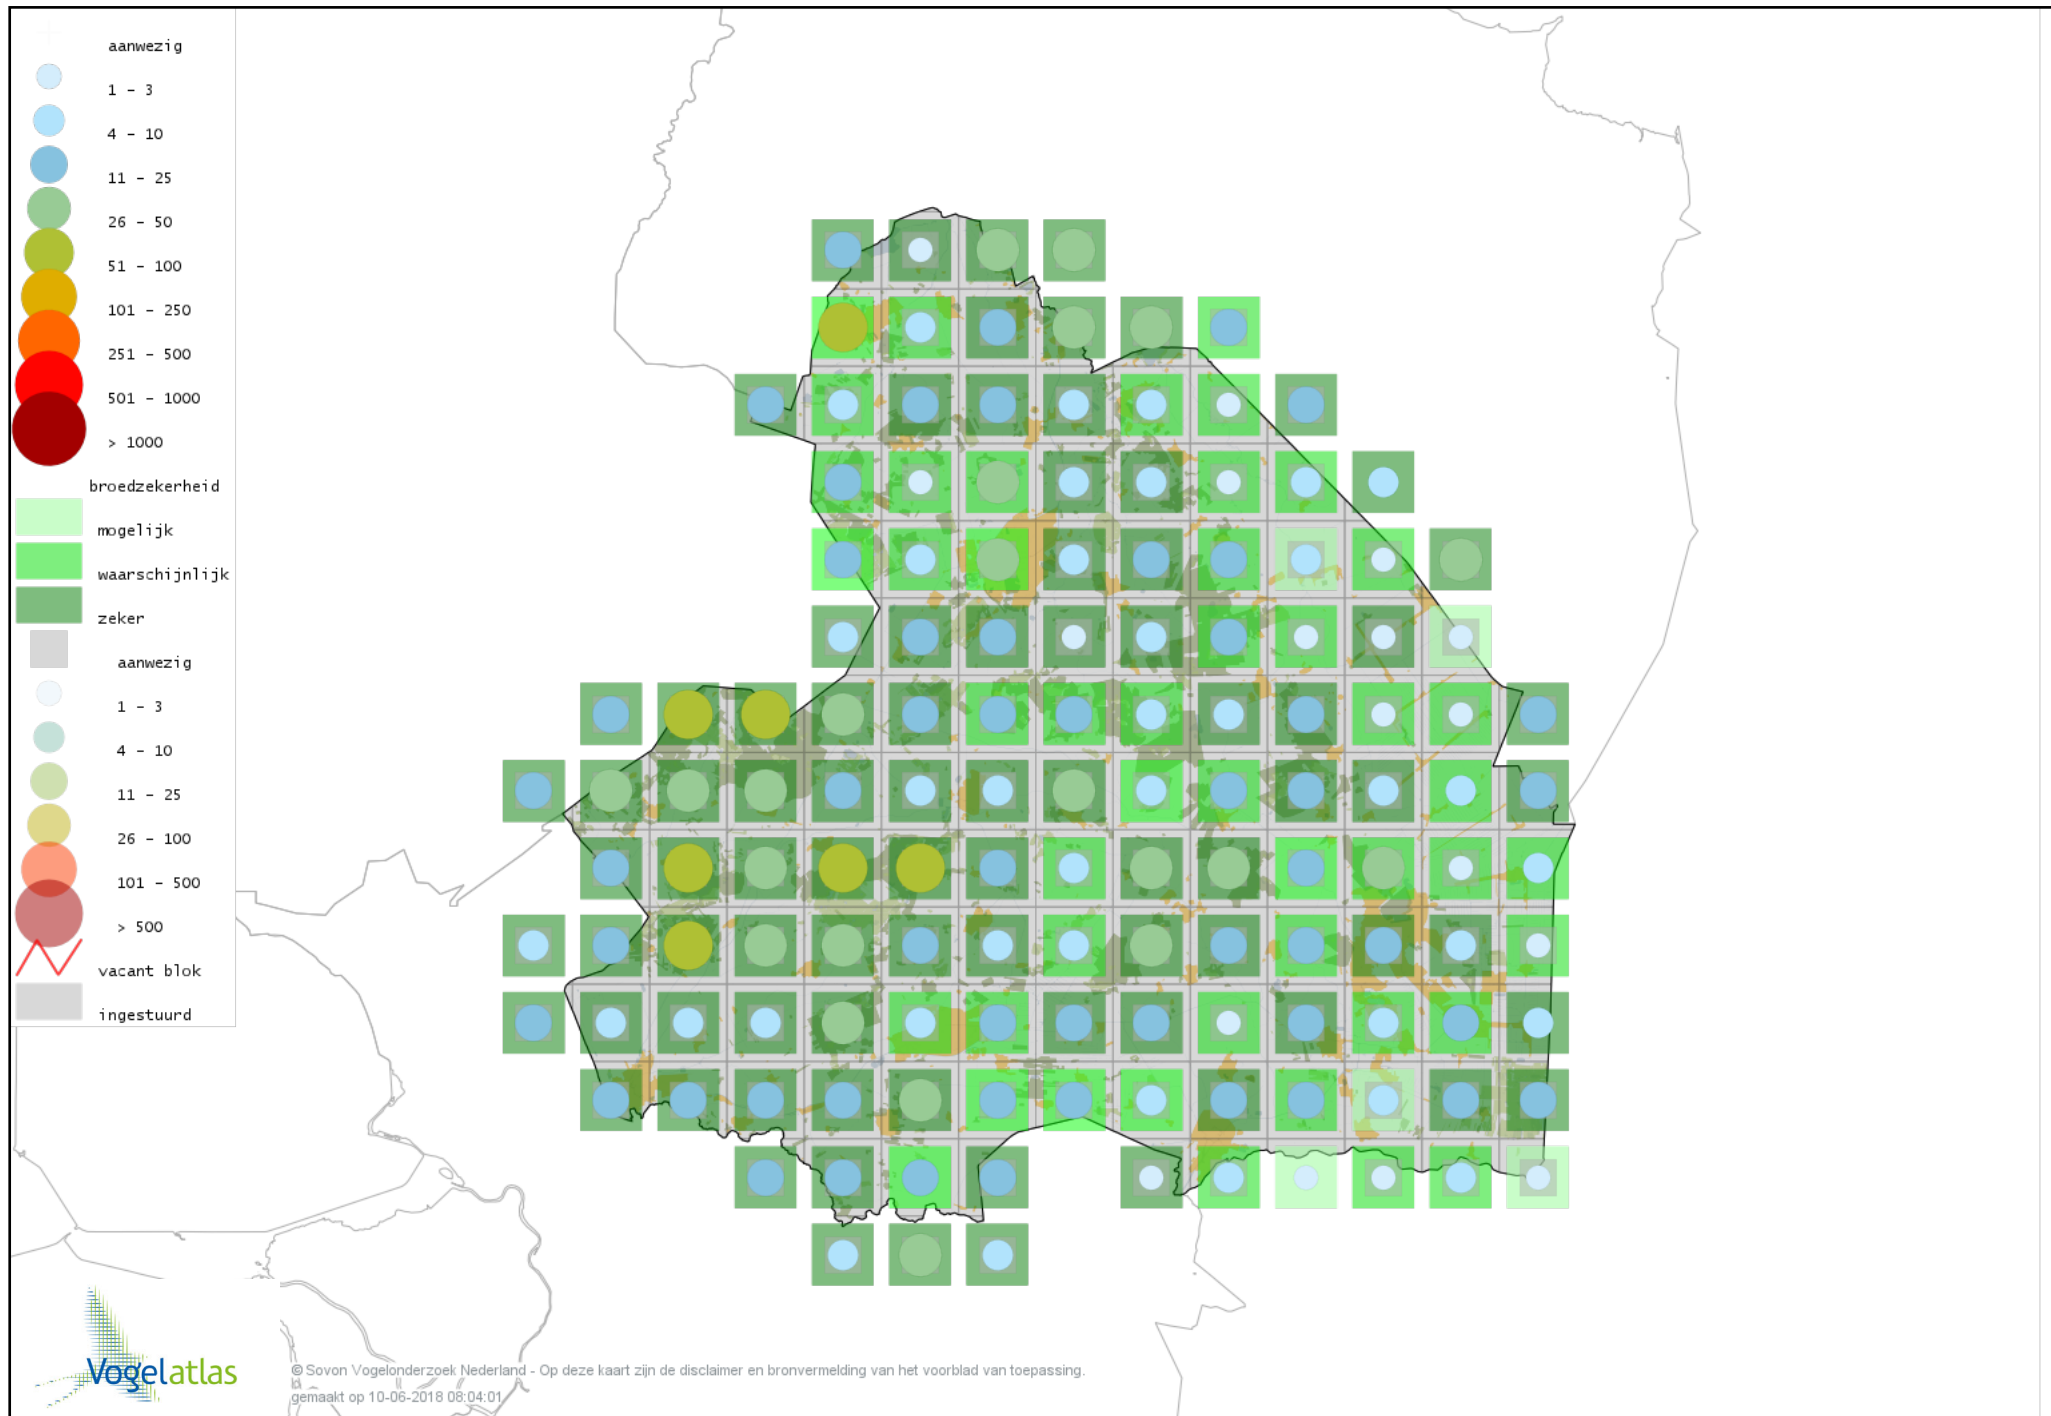 aanwezig
1 - 3
4 - 10
11 - 25
26 - 50
51 - 100
101 - 250
251 - 500
501 - 1000
> 1000
broedzekerheid
mogelijk
waarschijnlijk
zeker
aanwezig
1 - 3
4 - 10
11 - 25
26 - 100
101 - 500
> 500
vacant blok
ingestuurd
Vogelatlas
© Sovon Vogelonderzoek Nederland - Op deze kaart zijn de disclaimer en bronvermelding van het voorblad van toepassing.
gemaakt op 10-06-2018 08:04:01